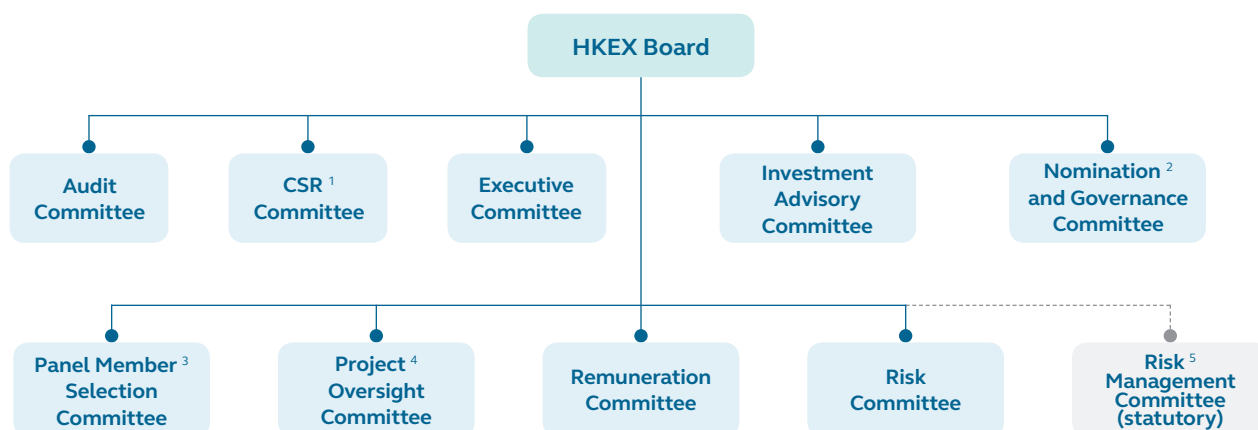 HKEX Board
Audit
Committee
CSR 1
Committee
Executive
Committee
Investment
Advisory
Committee
Nomination 2
and Governance
Committee
Panel Member 3
Selection
Committee
Project 4
Oversight
Committee
Remuneration
Committee
Risk
Committee
Risk 5
Management
Committee
(statutory)